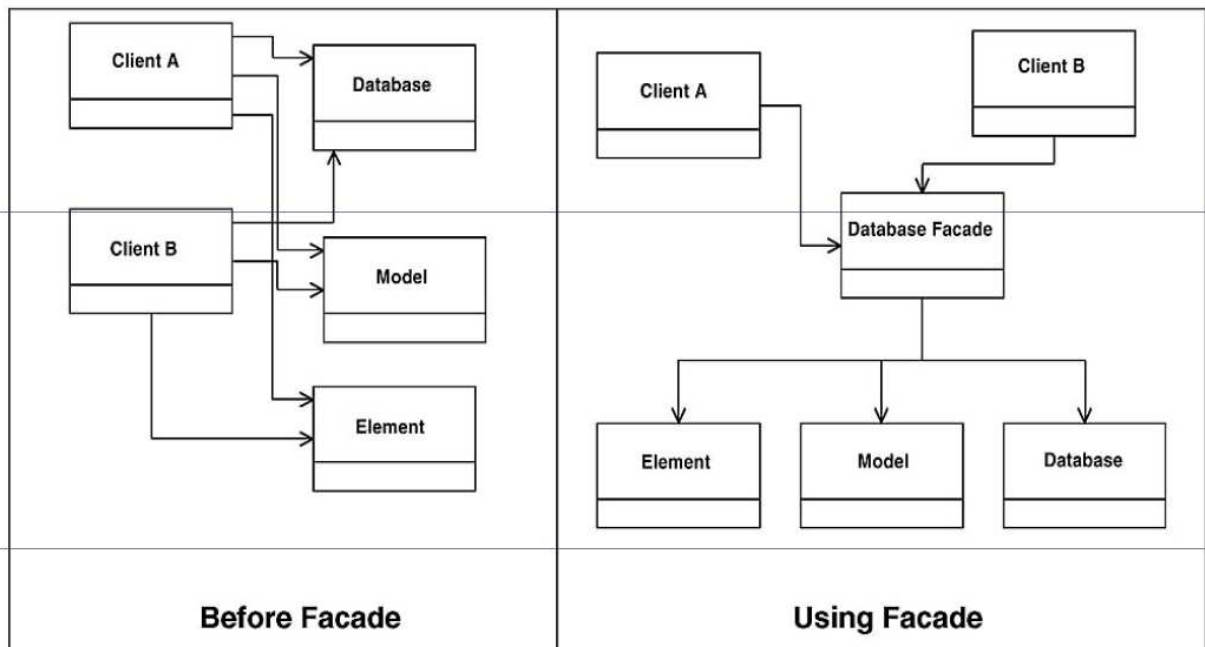 Client A
Database
Client B
Model
Element
Before Facade
Client A
Client B
Database Facade
Element
Model
Database
Using Facade